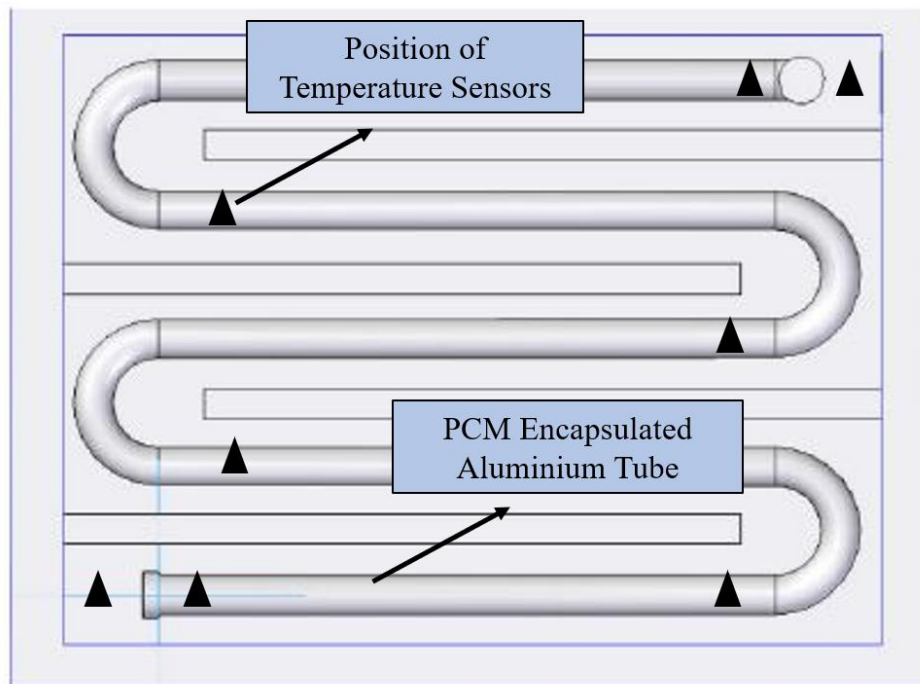 Position of
Temperature Sensors
PCM Encapsulated
Aluminium Tube